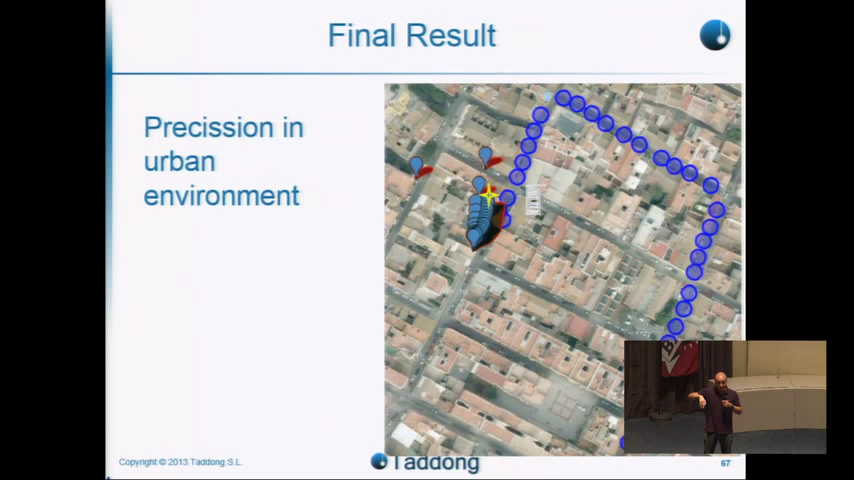 Final Result
Precission in
urban
environment
Copyright © 2013 Taddong S.L.
Taddong
67